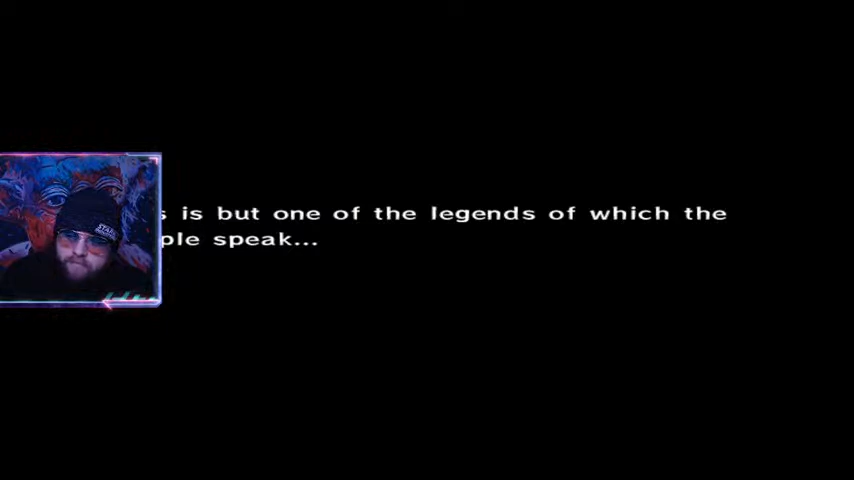 s is but one of the legends of which the
ple speak...